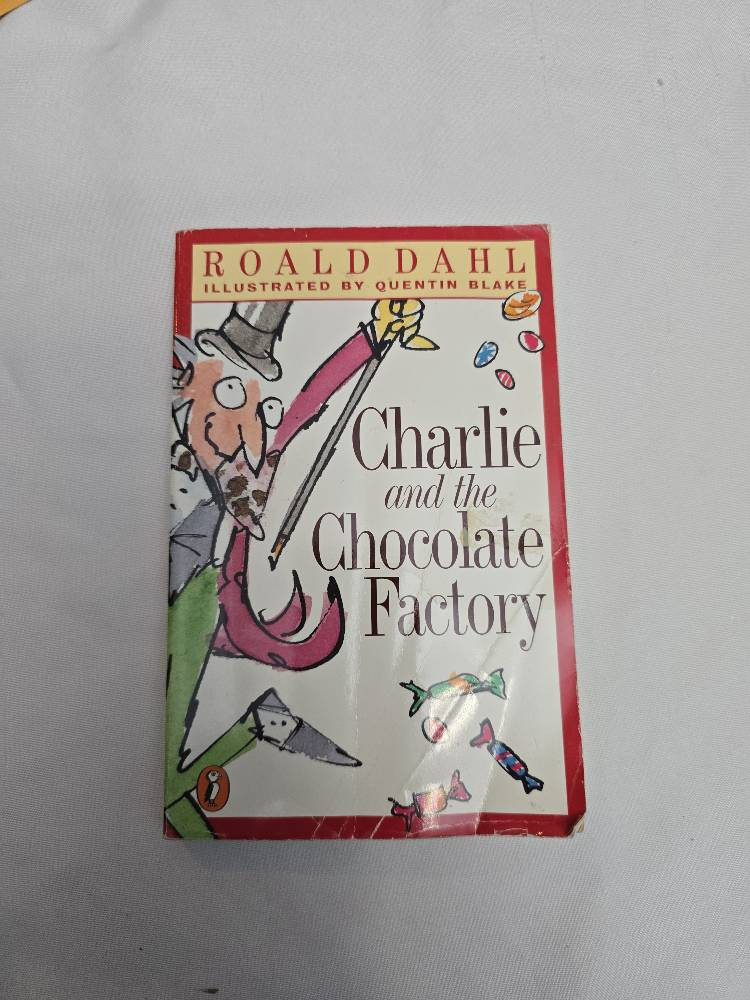 ROALD DAHL
ILLUSTRATED BY QUENTIN BLAKE
Charlie
and the
Chocolate
Factory